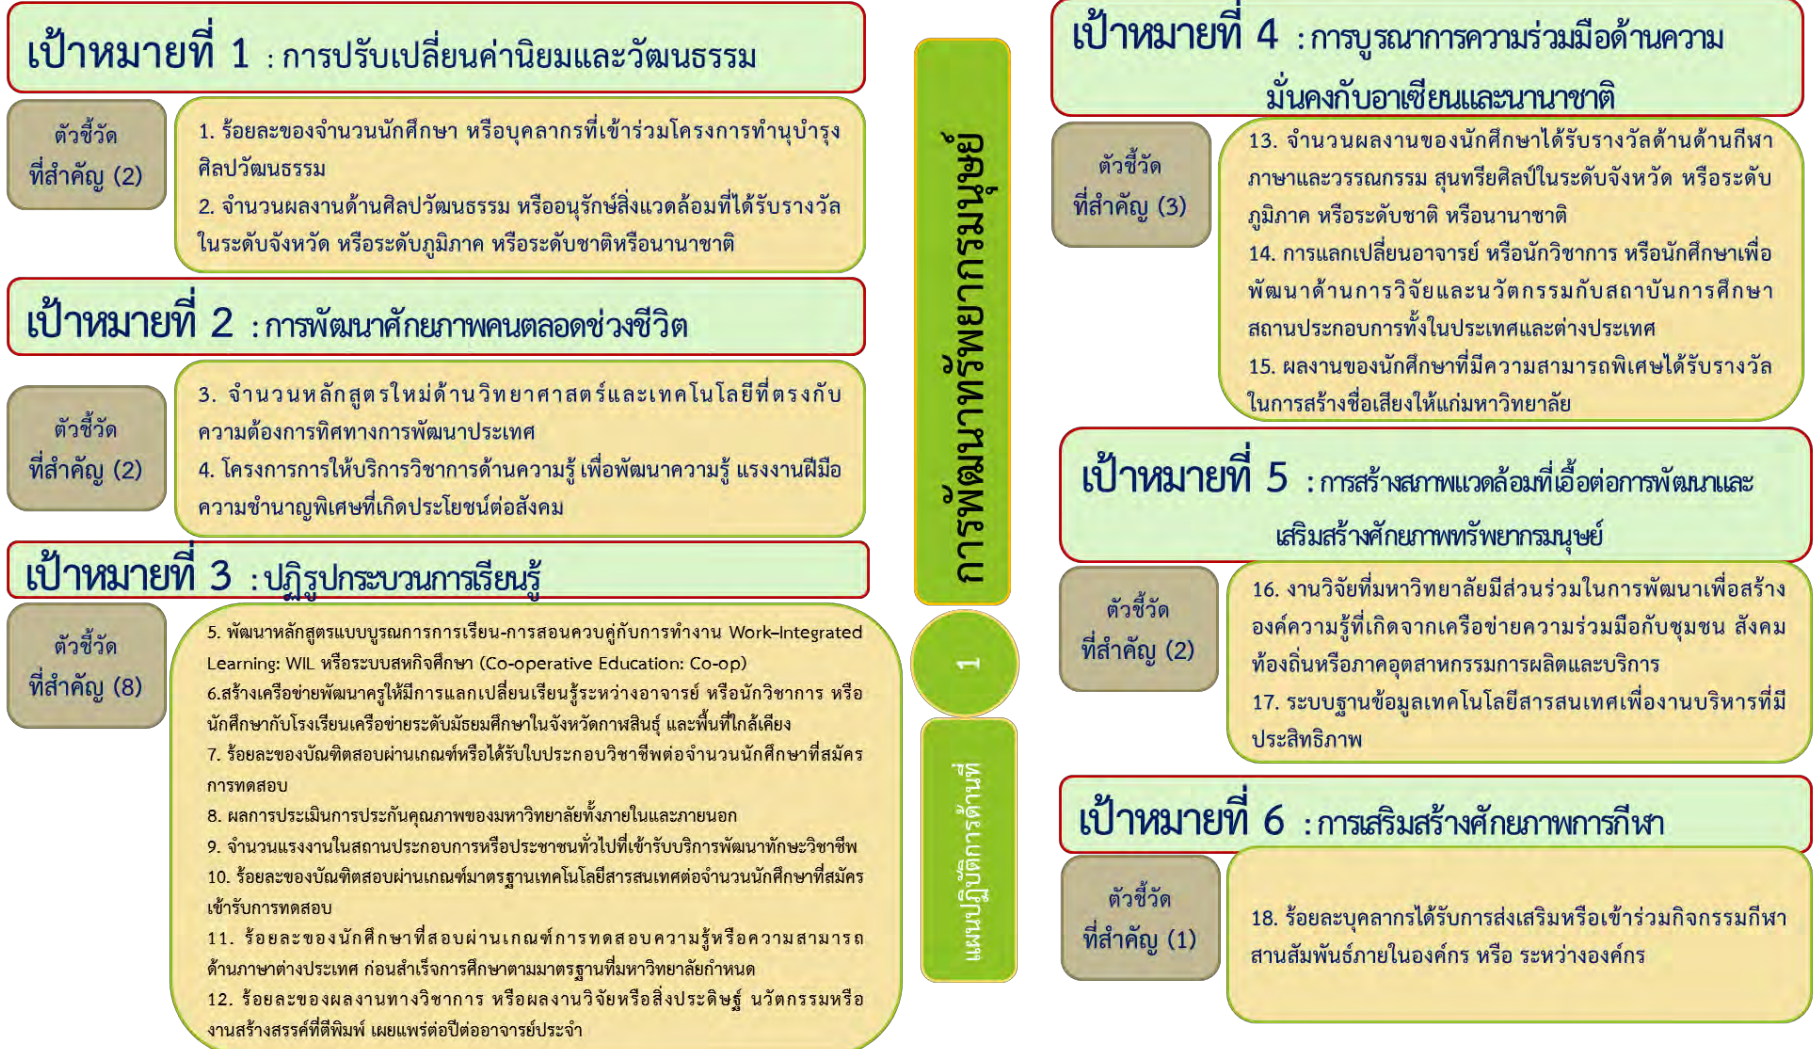 เป้าหมายที่ 1 : การปรับเปลี่ยนค่านิยมและวัฒนธรรม
ตัวชี้วัด
ที่สำคัญ (2)
1. ร้อยละของจำนวนนักศึกษา หรือบุคลากรที่เข้าร่วมโครงการทำนุบำรุง
ศิลปวัฒนธรรม
2. จำนวนผลงานด้านศิลปวัฒนธรรม หรืออนุรักษ์สิ่งแวดล้อมที่ได้รับรางวัล
ในระดับจังหวัด หรือระดับภูมิภาค หรือระดับชาติหรือนานาชาติ
เป้าหมายที่ 2 : การพัฒนาศักยภาพคนตลอดช่วงชีวิต
ตัวชี้วัด
ที่สำคัญ (2)
3. จำนวนหลักสูตรใหม่ด้านวิทยาศาสตร์และเทคโนโลยีที่ตรงกับ
ความต้องการทิศทางการพัฒนาประเทศ
4. โครงการการให้บริการวิชาการด้านความรู้ เพื่อพัฒนาความรู้ แรงงานฝีมือ
ความชำนาญพิเศษที่เกิดประโยชน์ต่อสังคม
เป้าหมายที่ 3 : ปฏิรูปกระบวนการเรียนรู้
ตัวชี้วัด
ที่สำคัญ (8)
5. พัฒนาหลักสูตรแบบบูรณการการเรียน-การสอนควบคู่กับการทำงาน Work–Integrated
Learning: WIL หรือระบบสหกิจศึกษา (Co-operative Education: Co-op)
6.สร้างเครือข่ายพัฒนาครูให้มีการแลกเปลี่ยนเรียนรู้ระหว่างอาจารย์ หรือนักวิชาการ หรือ
นักศึกษากับโรงเรียนเครือข่ายระดับมัธยมศึกษาในจังหวัดกาฬสินธุ์ และพื้นที่ใกล้เคียง
7. ร้อยละของบัณฑิตสอบผ่านเกณฑ์หรือได้รับใบประกอบวิชาชีพต่อจำนวนนักศึกษาที่สมัคร
การทดสอบ
8. ผลการประเมินการประกันคุณภาพของมหาวิทยาลัยทั้งภายในและภายนอก
9. จำนวนแรงงานในสถานประกอบการหรือประชาชนทั่วไปที่เข้ารับบริการพัฒนาทักษะวิชาชีพ
10. ร้อยละของบัณฑิตสอบผ่านเกณฑ์มาตรฐานเทคโนโลยีสารสนเทศต่อจำนวนนักศึกษาที่สมัคร
เข้ารับการทดสอบ
11. ร้อยละของนักศึกษาที่สอบผ่านเกณฑ์การทดสอบความรู้หรือความสามารถ
ด้านภาษาต่างประเทศ ก่อนสำเร็จการศึกษาตามมาตรฐานที่มหาวิทยาลัยกำหนด
12. ร้อยละของผลงานทางวิชาการ หรือผลงานวิจัยหรือสิ่งประดิษฐ์ นวัตกรรมหรือ
งานสร้างสรรค์ที่ตีพิมพ์ เผยแพร่ต่อปีต่ออาจารย์ประจำ
แผนปฏิบัติการด้านที่
1
การพัฒนาทรัพยากรมนุษย์
เป้าหมายที่ 4 : การบูรณาการความร่วมมือด้านความ
มั่นคงกับอาเซียนและนานาชาติ
ตัวชี้วัด
ที่สำคัญ (3)
13. จำนวนผลงานของนักศึกษาได้รับรางวัลด้านด้านกีฬา
ภาษาและวรรณกรรม สุนทรียศิลป์ในระดับจังหวัด หรือระดับ
ภูมิภาค หรือระดับชาติ หรือนานาชาติ
14. การแลกเปลี่ยนอาจารย์ หรือนักวิชาการ หรือนักศึกษาเพื่อ
พัฒนาด้านการวิจัยและนวัตกรรมกับสถาบันการศึกษา
สถานประกอบการทั้งในประเทศและต่างประเทศ
15. ผลงานของนักศึกษาที่มีความสามารถพิเศษได้รับรางวัล
ในการสร้างชื่อเสียงให้แก่มหาวิทยาลัย
เป้าหมายที่ 5 : การสร้างสภาพแวดล้อมที่เอื้อต่อการพัฒนาและ
เสริมสร้างศักยภาพทรัพยากรมนุษย์
ตัวชี้วัด
ที่สำคัญ (2)
16. งานวิจัยที่มหาวิทยาลัยมีส่วนร่วมในการพัฒนาเพื่อสร้าง
องค์ความรู้ที่เกิดจากเครือข่ายความร่วมมือกับชุมชน สังคม
ท้องถิ่นหรือภาคอุตสาหกรรมการผลิตและบริการ
17. ระบบฐานข้อมูลเทคโนโลยีสารสนเทศเพื่องานบริหารที่มี
ประสิทธิภาพ
เป้าหมายที่ 6 : การเสริมสร้างศักยภาพการกีฬา
ตัวชี้วัด
ที่สำคัญ (1)
18. ร้อยละบุคลากรได้รับการส่งเสริมหรือเข้าร่วมกิจกรรมกีฬา
สานสัมพันธ์ภายในองค์กร หรือ ระหว่างองค์กร